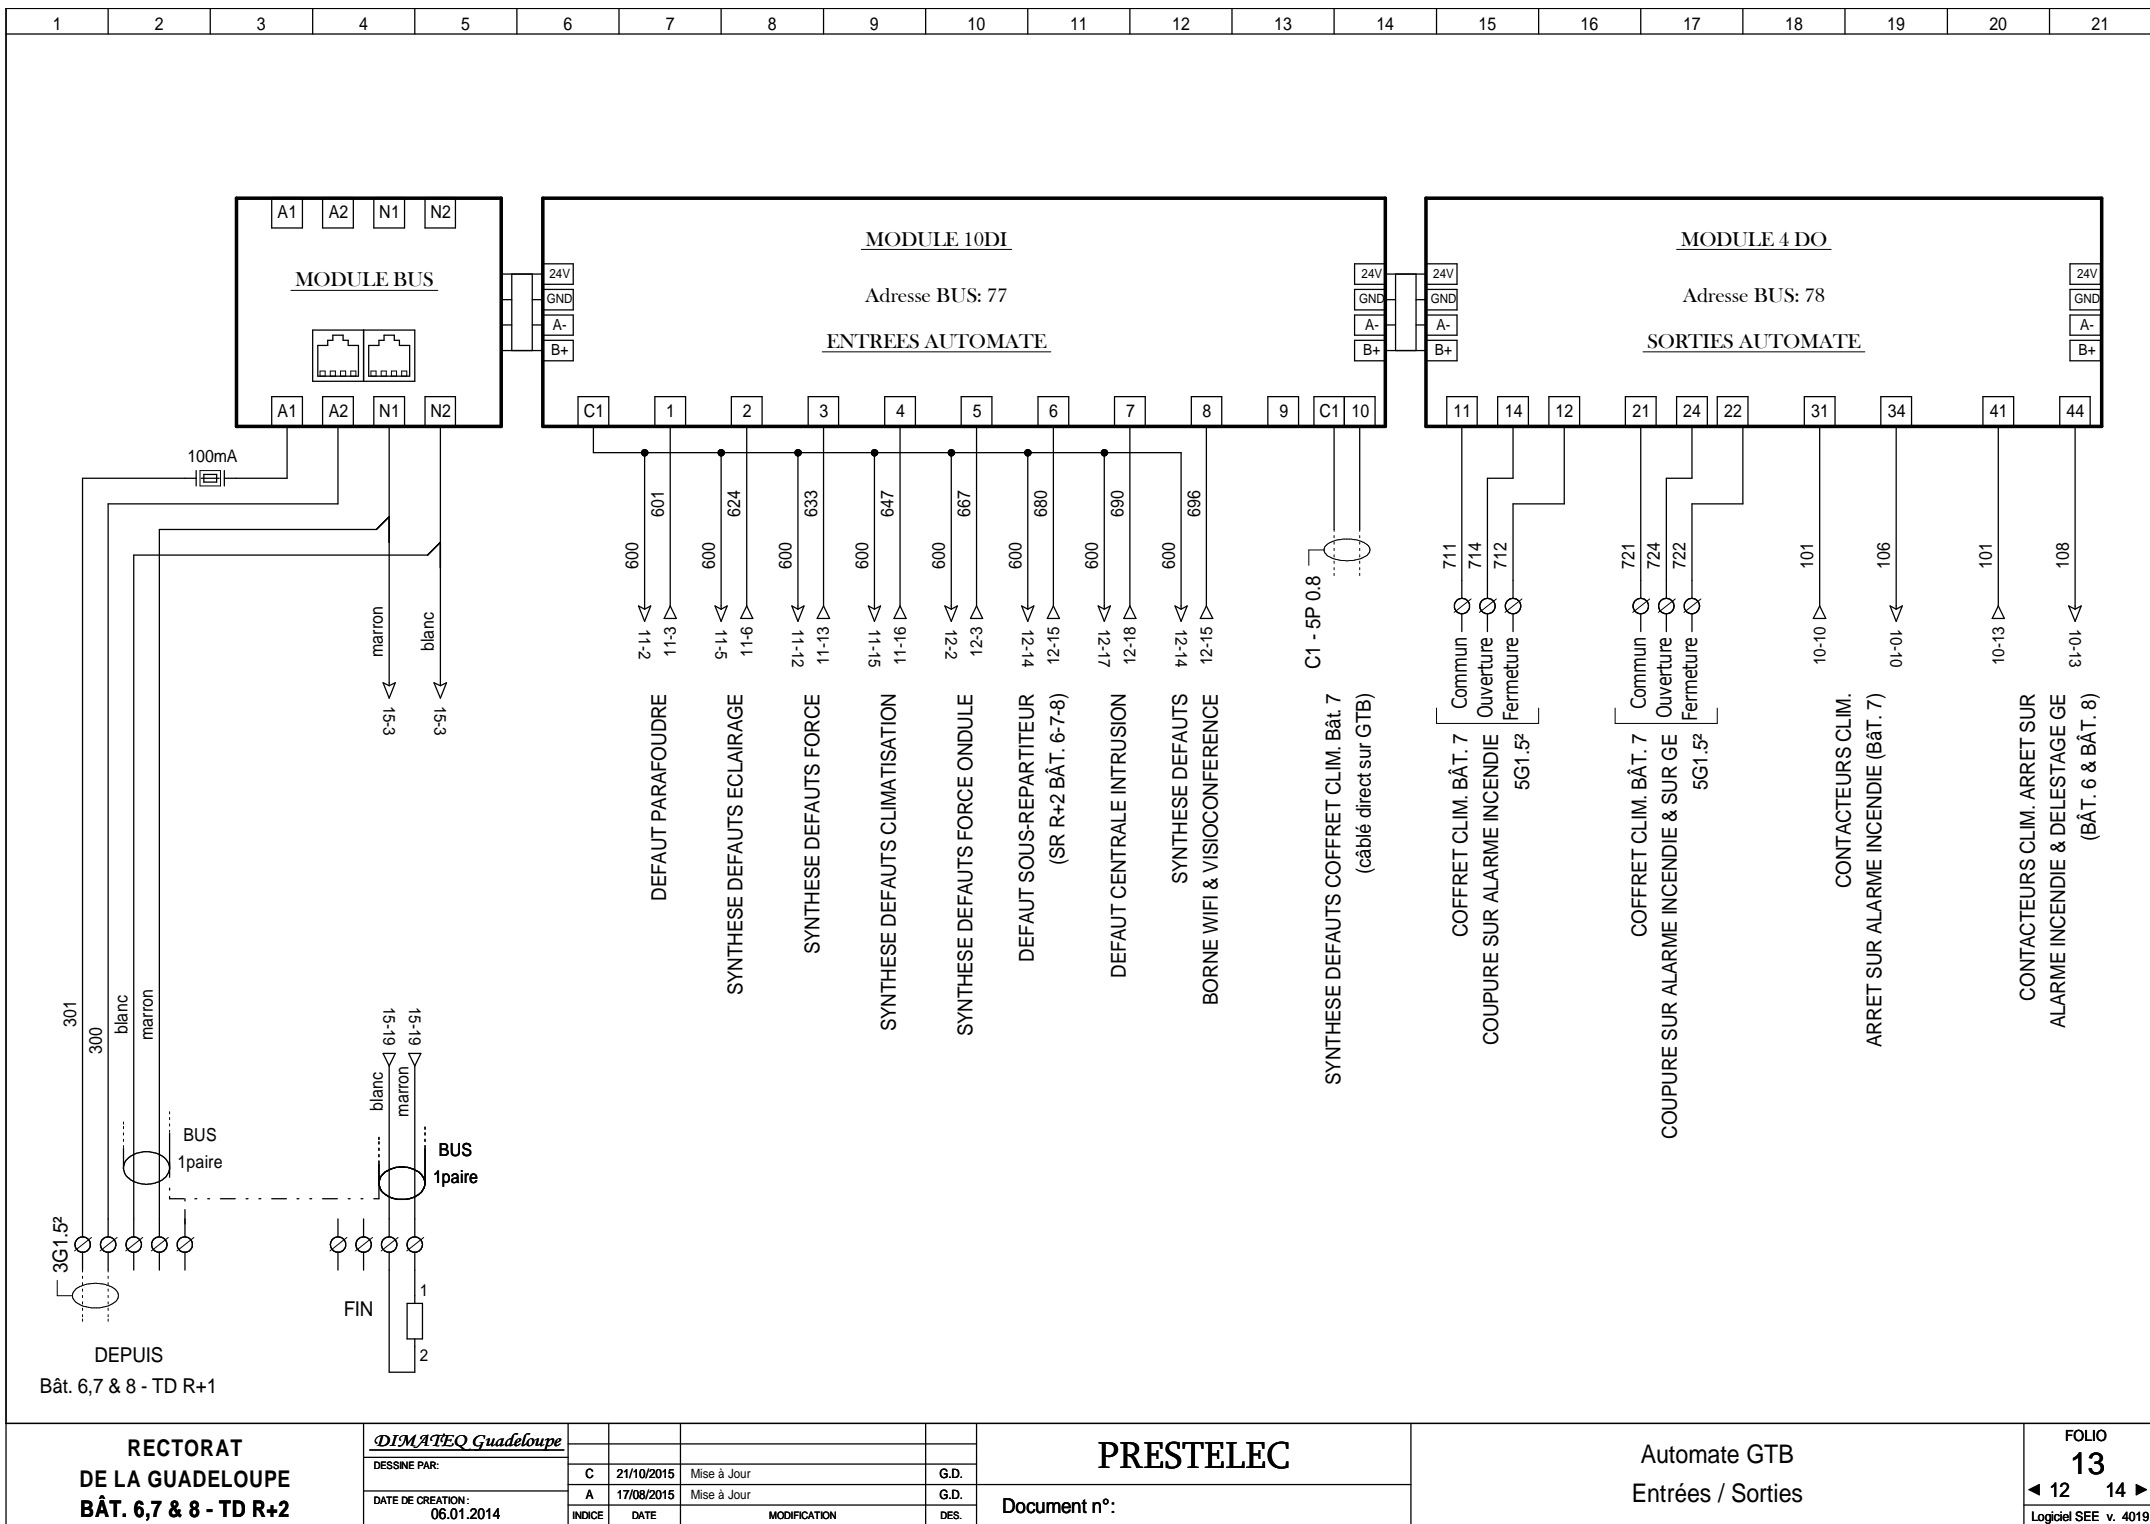 1 2 3 4 5 6 7 8 9 10 11 12 13 14 15 16 17 18 19 20 21
A1 A2 N1 N2
MODULE BUS
A1 A2 N1 N2
MODULE 10DI
Adresse BUS: 77
ENTREES AUTOMATE
24V
GND
A-
B+
24V
GND
A-
B+
C1 1 2 3 4 5 6 7 8 9 C1 10
MODULE 4 DO
Adresse BUS: 78
SORTIES AUTOMATE
24V
GND
A-
B+
24V
GND
A-
B+
11 14 12 21 24 22 31 34 41 44
100mA
marron
blanc
15-3
15-3
600 601
11-2 11-3
DEFAUT PARAFOUDRE
600 624
11-5 9-11
SYNTHESE DEFAUTS ECLAIRAGE
600 633
11-12 11-13
SYNTHESE DEFAUTS FORCE
600 647
11-15 11-16
SYNTHESE DEFAUTS CLIMATISATION
600 667
12-2 12-3
SYNTHESE DEFAUTS FORCE ONDULE
600 680
12-14 12-15
DEFAUT SOUS-REPARTITEUR
(SR R+2 BÂT. 6-7-8)
600 690
12-17 12-18
DEFAUT CENTRALE INTRUSION
600 696
12-14 12-15
SYNTHESE DEFAUTS
BORNE WIFI & VISIOCONFERENCE
C1 - 5P 0.8
SYNTHESE DEFAUTS COFFRET CLIM. Bât. 7
(câblé direct sur GTB)
711 714 712
Commun
Ouverture
Fermeture
COFFRET CLIM. BÂT. 7
COUPURE SUR ALARME INCENDIE
5G1.5²
721 724 722
Commun
Ouverture
Fermeture
COFFRET CLIM. BÂT. 7
COUPURE SUR ALARME INCENDIE & SUR GE
5G1.5²
101 106
10-10 10-10
CONTACTEURS CLIM.
ARRET SUR ALARME INCENDIE (BâT. 7)
101 108
10-13 10-13
CONTACTEURS CLIM. ARRET SUR
ALARME INCENDIE & DELESTAGE GE
(BÂT. 6 & BÂT. 8)
301
300
blanc
marron
BUS
1paire
3G1.5²
DEPUIS
Bât. 6,7 & 8 - TD R+1
15-19
15-19
blanc
marron
BUS
1paire
FIN
1
2
RECTORAT
DE LA GUADELOUPE
BÂT. 6,7 & 8 - TD R+2
DIMATEQ Guadeloupe
DESSINE PAR:
DATE DE CREATION :
06.01.2014
C 21/10/2015 Mise à Jour G.D.
A 17/08/2015 Mise à Jour G.D.
INDICE DATE MODIFICATION DES.
PRESTELEC
Document n°:
Automate GTB
Entrées / Sorties
FOLIO
13
◄ 12 14 ►
Logiciel SEE v. 4019